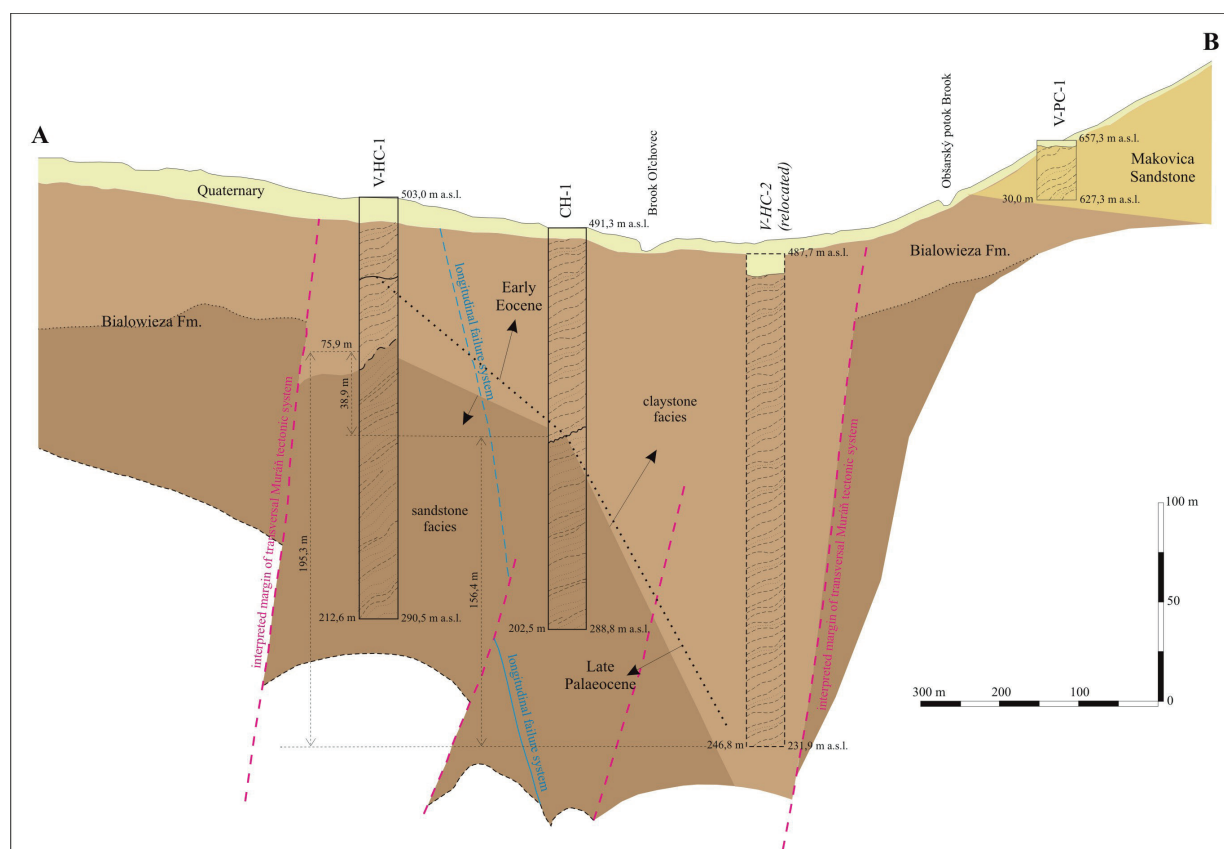 B
A
V-HC-1
CH-1
Brook Oľchovec
V-HC-2
(relocated)
Obšarský potok Brook
V-PC-1
657,3 m a.s.l.
Makovica
Sandstone
30,0 m
627,3 m a.s.l.
Quaternary
503,0 m a.s.l.
491,3 m a.s.l.
487,7 m a.s.l.
Bialowieza Fm.
Early
Eocene
longitudinal failure system
Bialowieza Fm.
75,9 m
38,9 m
claystone
facies
interpreted margin of transversal Muráň tectonic system
sandstone
facies
195,3 m
156,4 m
interpreted margin of transversal Muráň tectonic system
100 m
50
0
212,6 m
290,5 m a.s.l.
202,5 m
288,8 m a.s.l.
Late
Palaeocene
longitudinal failure system
300 m
200
100
246,8 m
231,9 m a.s.l.